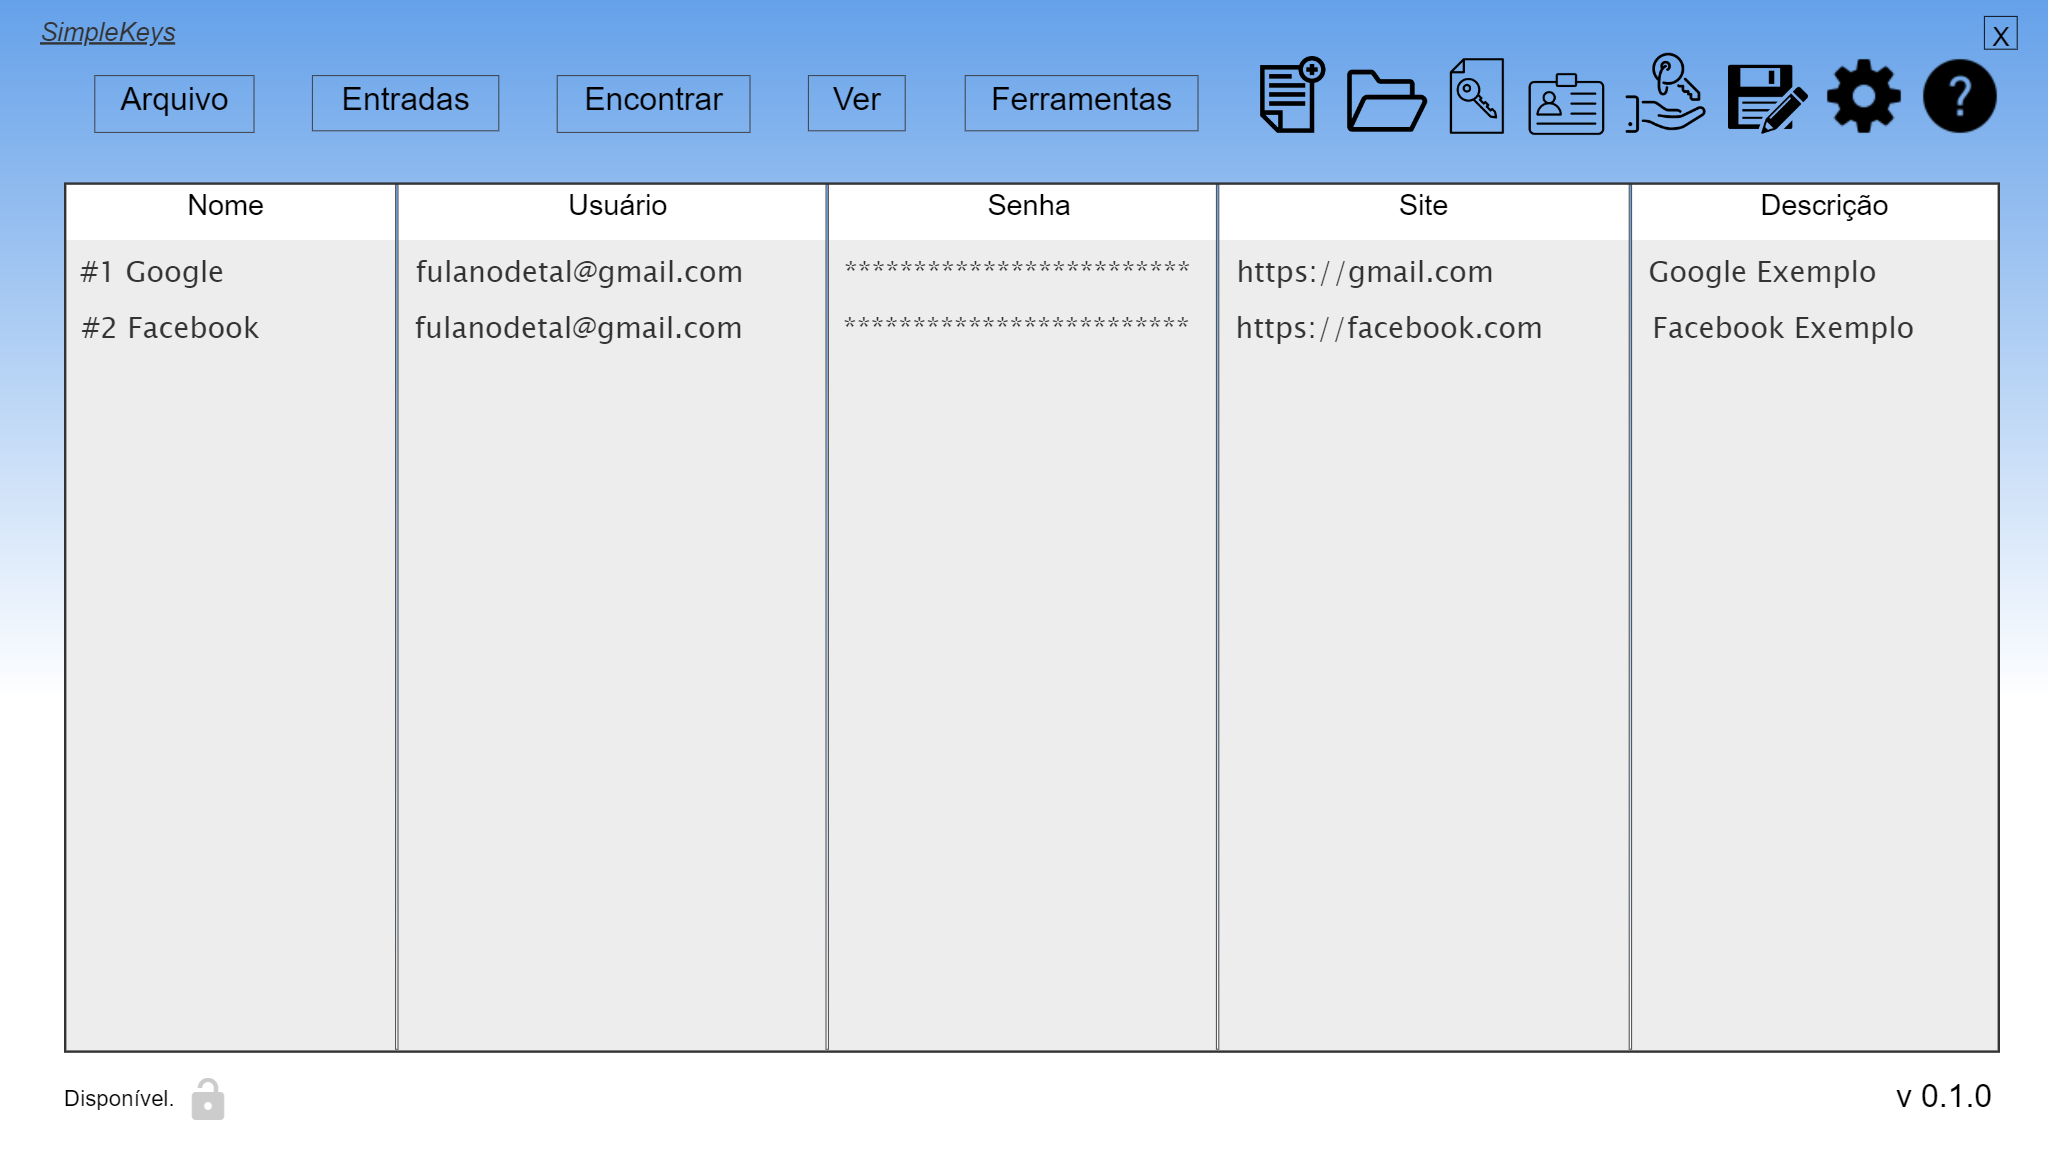 SimpleKeys
X
Arquivo Entradas Encontrar Ver Ferramentas ?
Nome Usuário Senha Site Descrição
#1 Google fulanodetal@gmail.com ************************* https://gmail.com Google Exemplo
#2 Facebook fulanodetal@gmail.com ************************* https://facebook.com Facebook Exemplo
Disponível. v 0.1.0